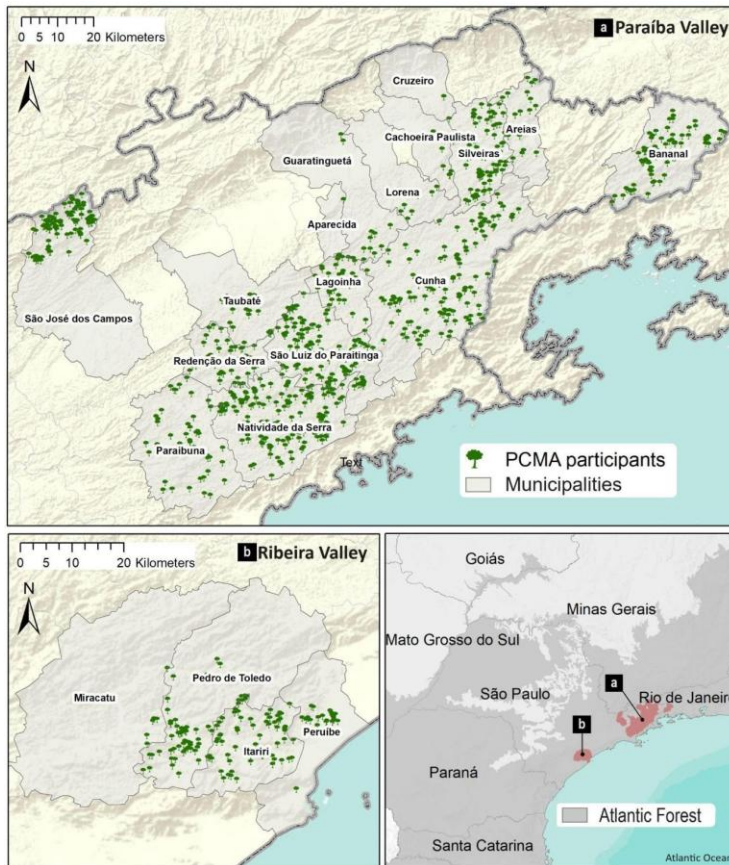 0 5 10 20 Kilometers
a Paraíba Valley
N
Cruzeiro
Cachoeira Paulista
Areias
Guaratinguetá
Silveiras
Bananal
Lorena
Aparecida
Lagoinha
Cunha
Taubaté
São José dos Campos
São Luiz do Paraitinga
Redenção da Serra
Natividade da Serra
Paraibuna
Text
PCMA participants
Municipalities
0 5 10 20 Kilometers
b Ribeira Valley
N
Pedro de Toledo
Miracatu
Peruíbe
Itariri
Goiás
Minas Gerais
Mato Grosso do Sul
a
São Paulo
Rio de Janeiro
b
Paraná
Atlantic Forest
Santa Catarina
Atlantic Ocean